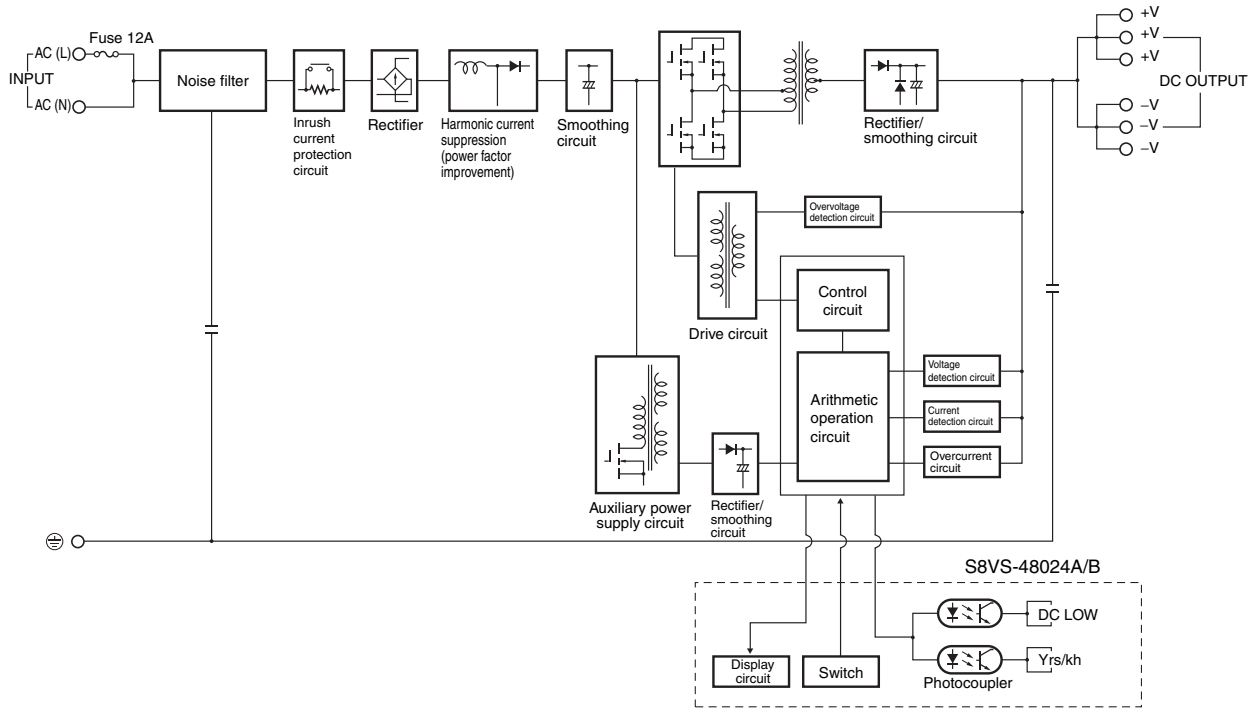 Fuse 12A
AC (L)
INPUT
AC (N)
Noise filter
Inrush
current
protection
circuit
Rectifier
Harmonic current
suppression
(power factor
improvement)
Smoothing
circuit
Rectifier/
smoothing circuit
+V
+V
+V
DC OUTPUT
–V
–V
–V
Overvoltage
detection circuit
Drive circuit
Control
circuit
Arithmetic
operation
circuit
Voltage
detection circuit
Current
detection circuit
Overcurrent
circuit
Auxiliary power
supply circuit
Rectifier/
smoothing
circuit
S8VS-48024A/B
Display
circuit
Switch
Photocoupler
DC LOW
Yrs/kh